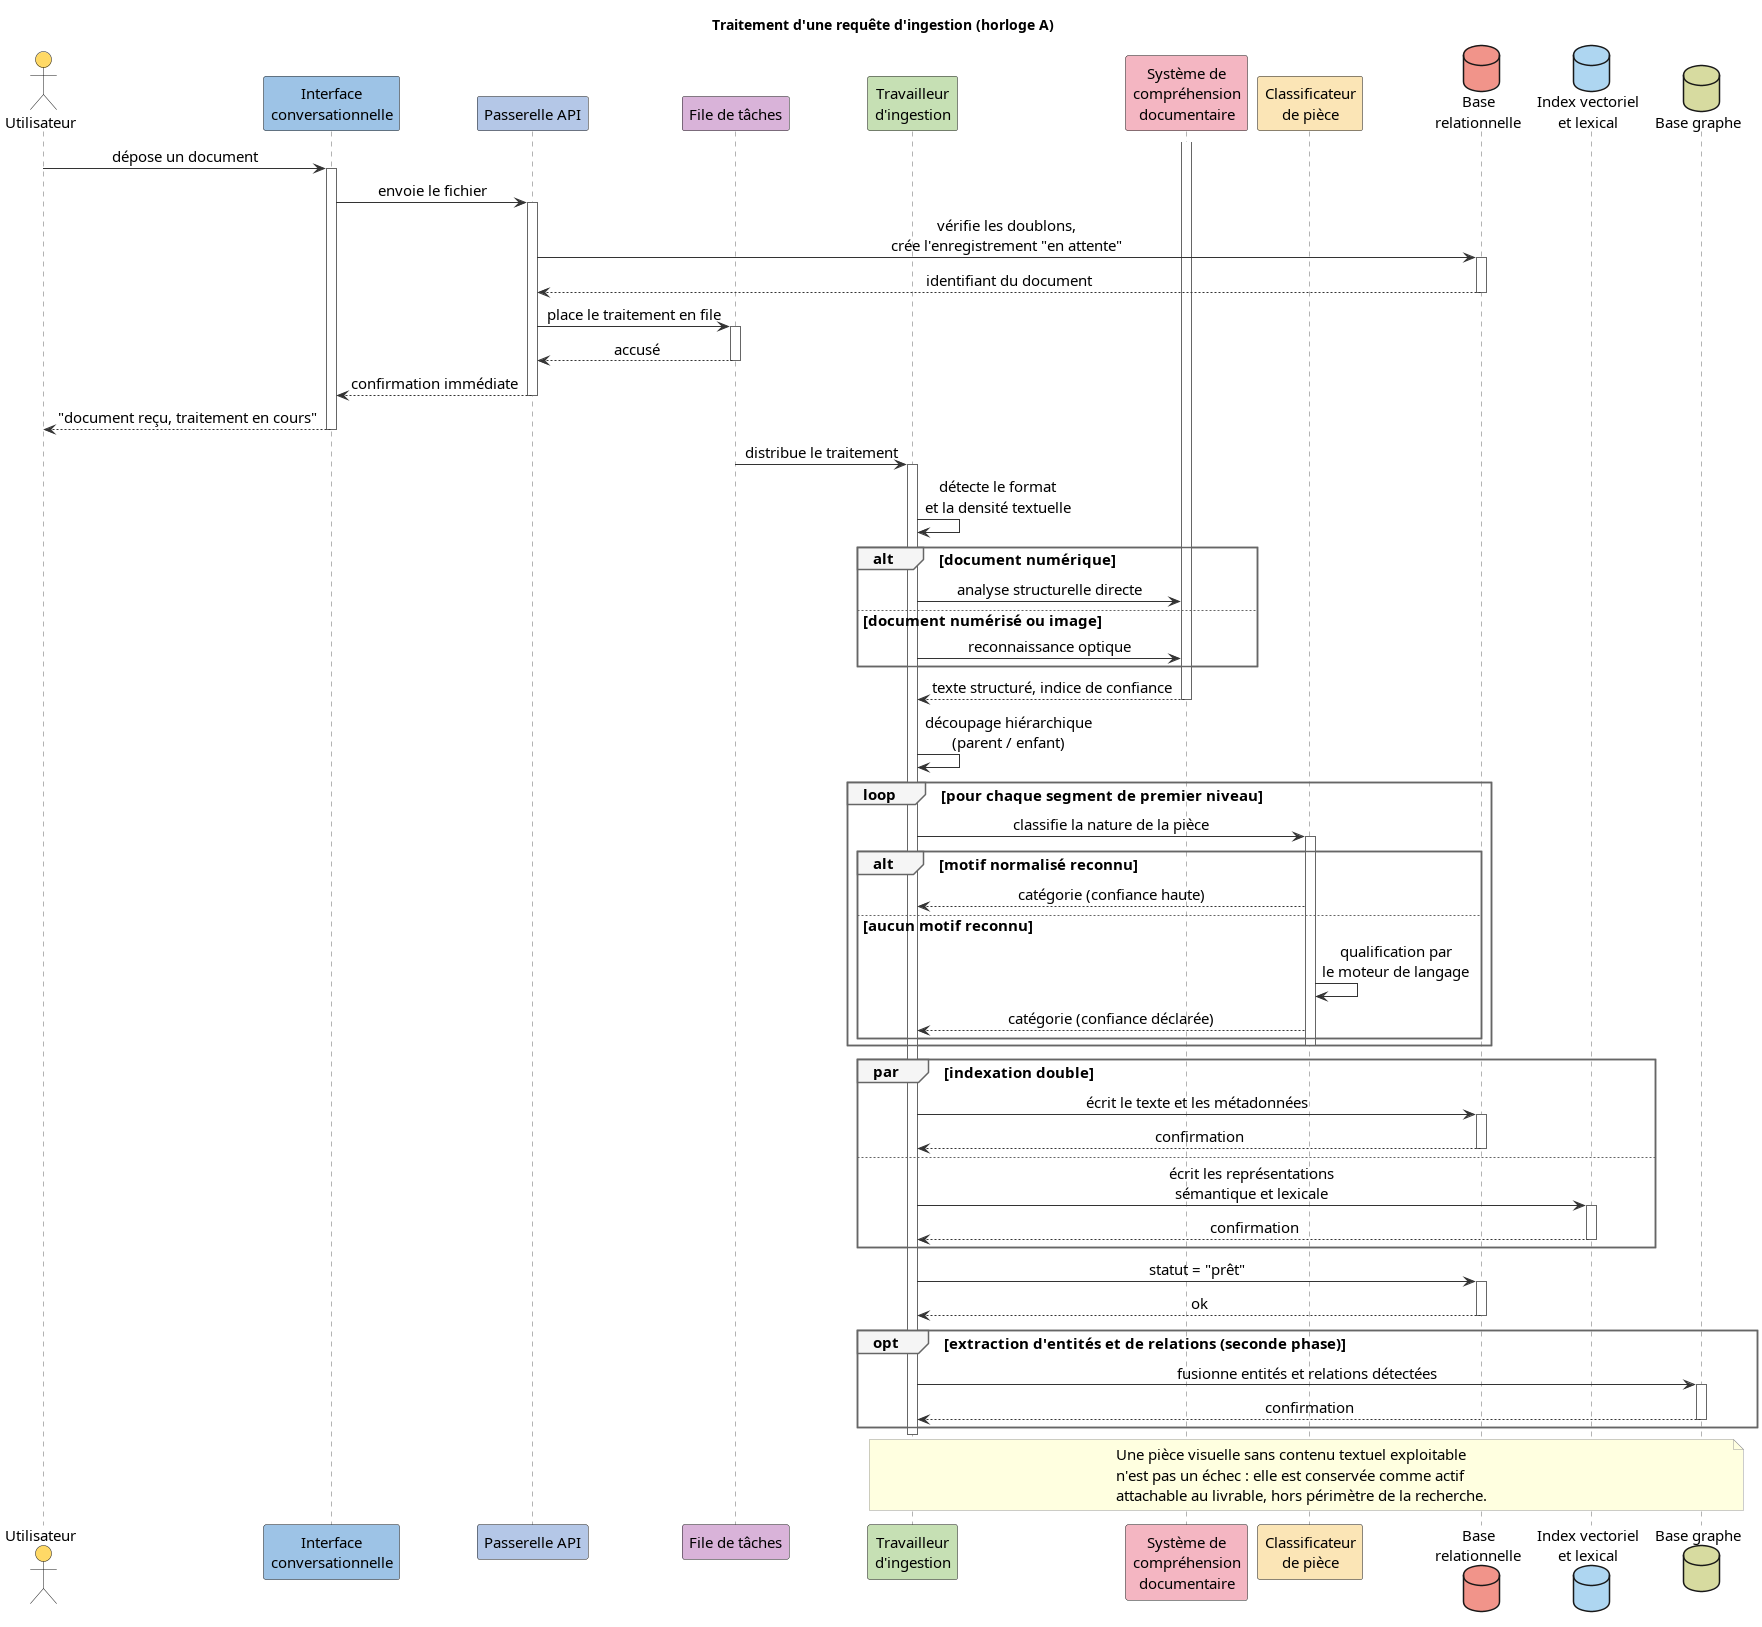 Traitement d'une requête d'ingestion (horloge A)
Utilisateur
Interface
conversationnelle
Passerelle API
File de tâches
Travailleur
d'ingestion
Système de
compréhension
documentaire
Classificateur
de pièce
Base
relationnelle
Index vectoriel
et lexical
Base graphe
dépose un document
envoie le fichier
vérifie les doublons,
crée l'enregistrement "en attente"
identifiant du document
place le traitement en file
accusé
confirmation immédiate
"document reçu, traitement en cours"
distribue le traitement
détecte le format
et la densité textuelle
alt [document numérique]
analyse structurelle directe
[document numérisé ou image]
reconnaissance optique
texte structuré, indice de confiance
découpage hiérarchique
(parent / enfant)
loop [pour chaque segment de premier niveau]
classifie la nature de la pièce
alt [motif normalisé reconnu]
catégorie (confiance haute)
[aucun motif reconnu]
qualification par
le moteur de langage
catégorie (confiance déclarée)
par [indexation double]
écrit le texte et les métadonnées
confirmation
écrit les représentations
sémantique et lexicale
confirmation
statut = "prêt"
ok
opt [extraction d'entités et de relations (seconde phase)]
fusionne entités et relations détectées
confirmation
Une pièce visuelle sans contenu textuel exploitable
n'est pas un échec : elle est conservée comme actif
attachable au livrable, hors périmètre de la recherche.
Utilisateur
Interface
conversationnelle
Passerelle API
File de tâches
Travailleur
d'ingestion
Système de
compréhension
documentaire
Classificateur
de pièce
Base
relationnelle
Index vectoriel
et lexical
Base graphe